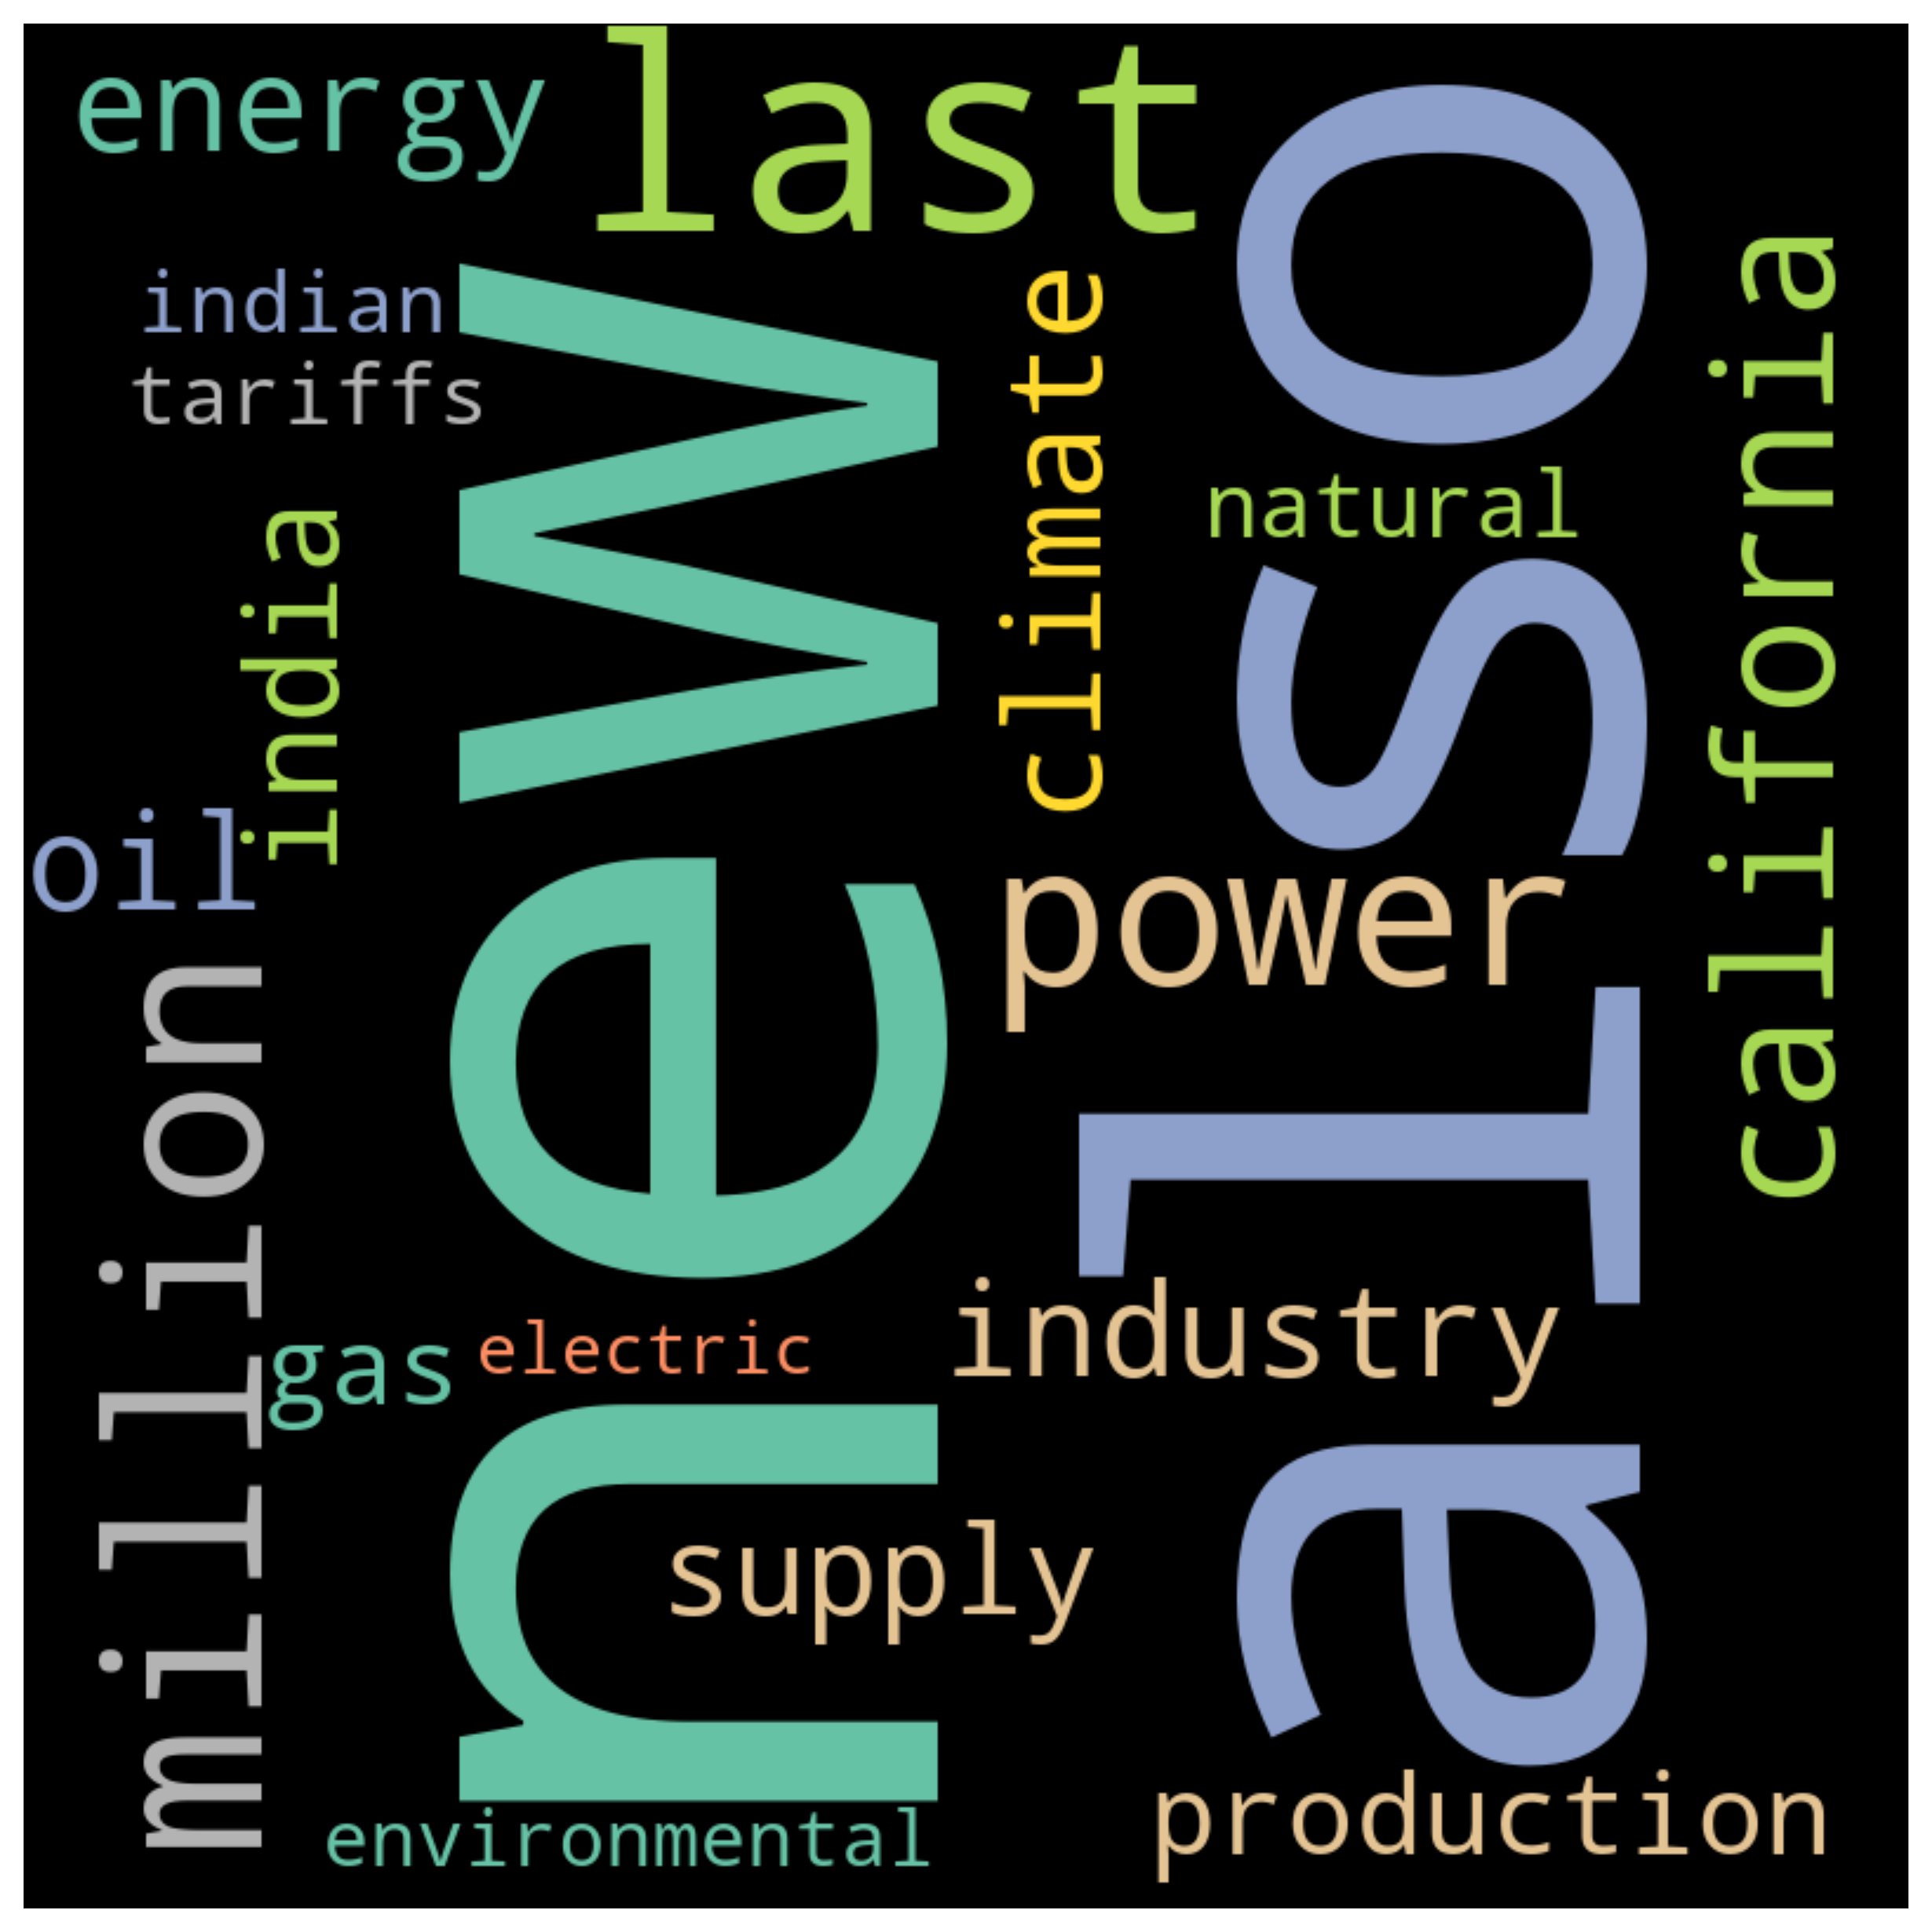 energy
last
also
indian
tariffs
new
climate
california
natural
india
oil
power
million
industry
electric
gas
supply
production
environmental